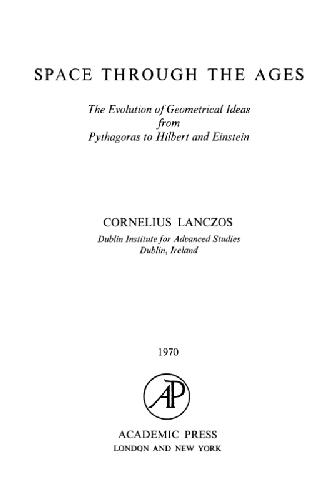 SPACE THROUGH THE AGES
The Evolution of Geometrical Ideas
from
Pythagoras to Hilbert and Einstein
CORNELIUS LANCZOS
Dublin Institute for Advanced Studies
Dublin, Ireland
1970
AP
ACADEMIC PRESS
LONDON AND NEW YORK